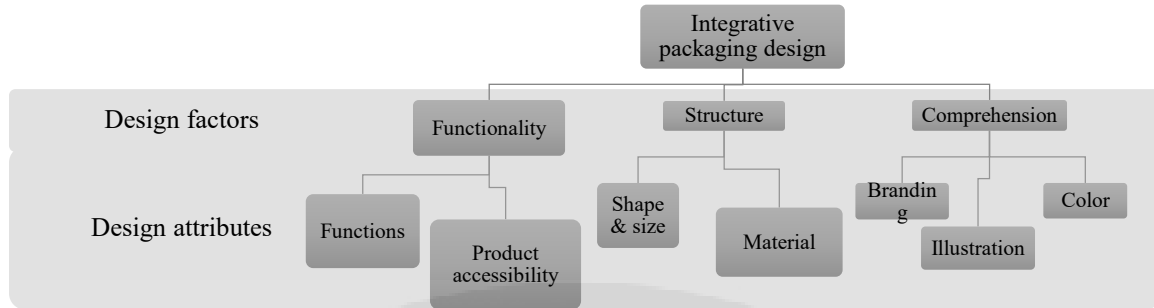 Integrative
packaging design
Design factors
Functionality
Structure
Comprehension
Design attributes
Functions
Product
accessibility
Shape
& size
Material
Brandin
g
Illustration
Color